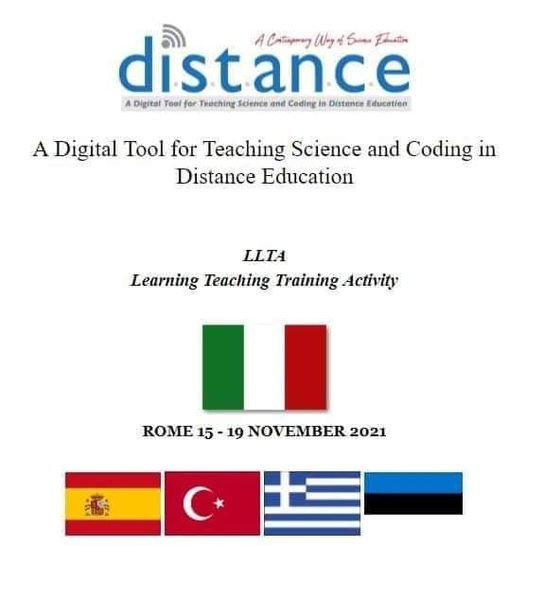 A Contemporary Way of Science Education
dıstance
A Digital Tool for Teaching Science and Coding in Distance Education
A Digital Tool for Teaching Science and Coding in
Distance Education
LLTA
Learning Teaching Training Activity
ROME 15 - 19 NOVEMBER 2021